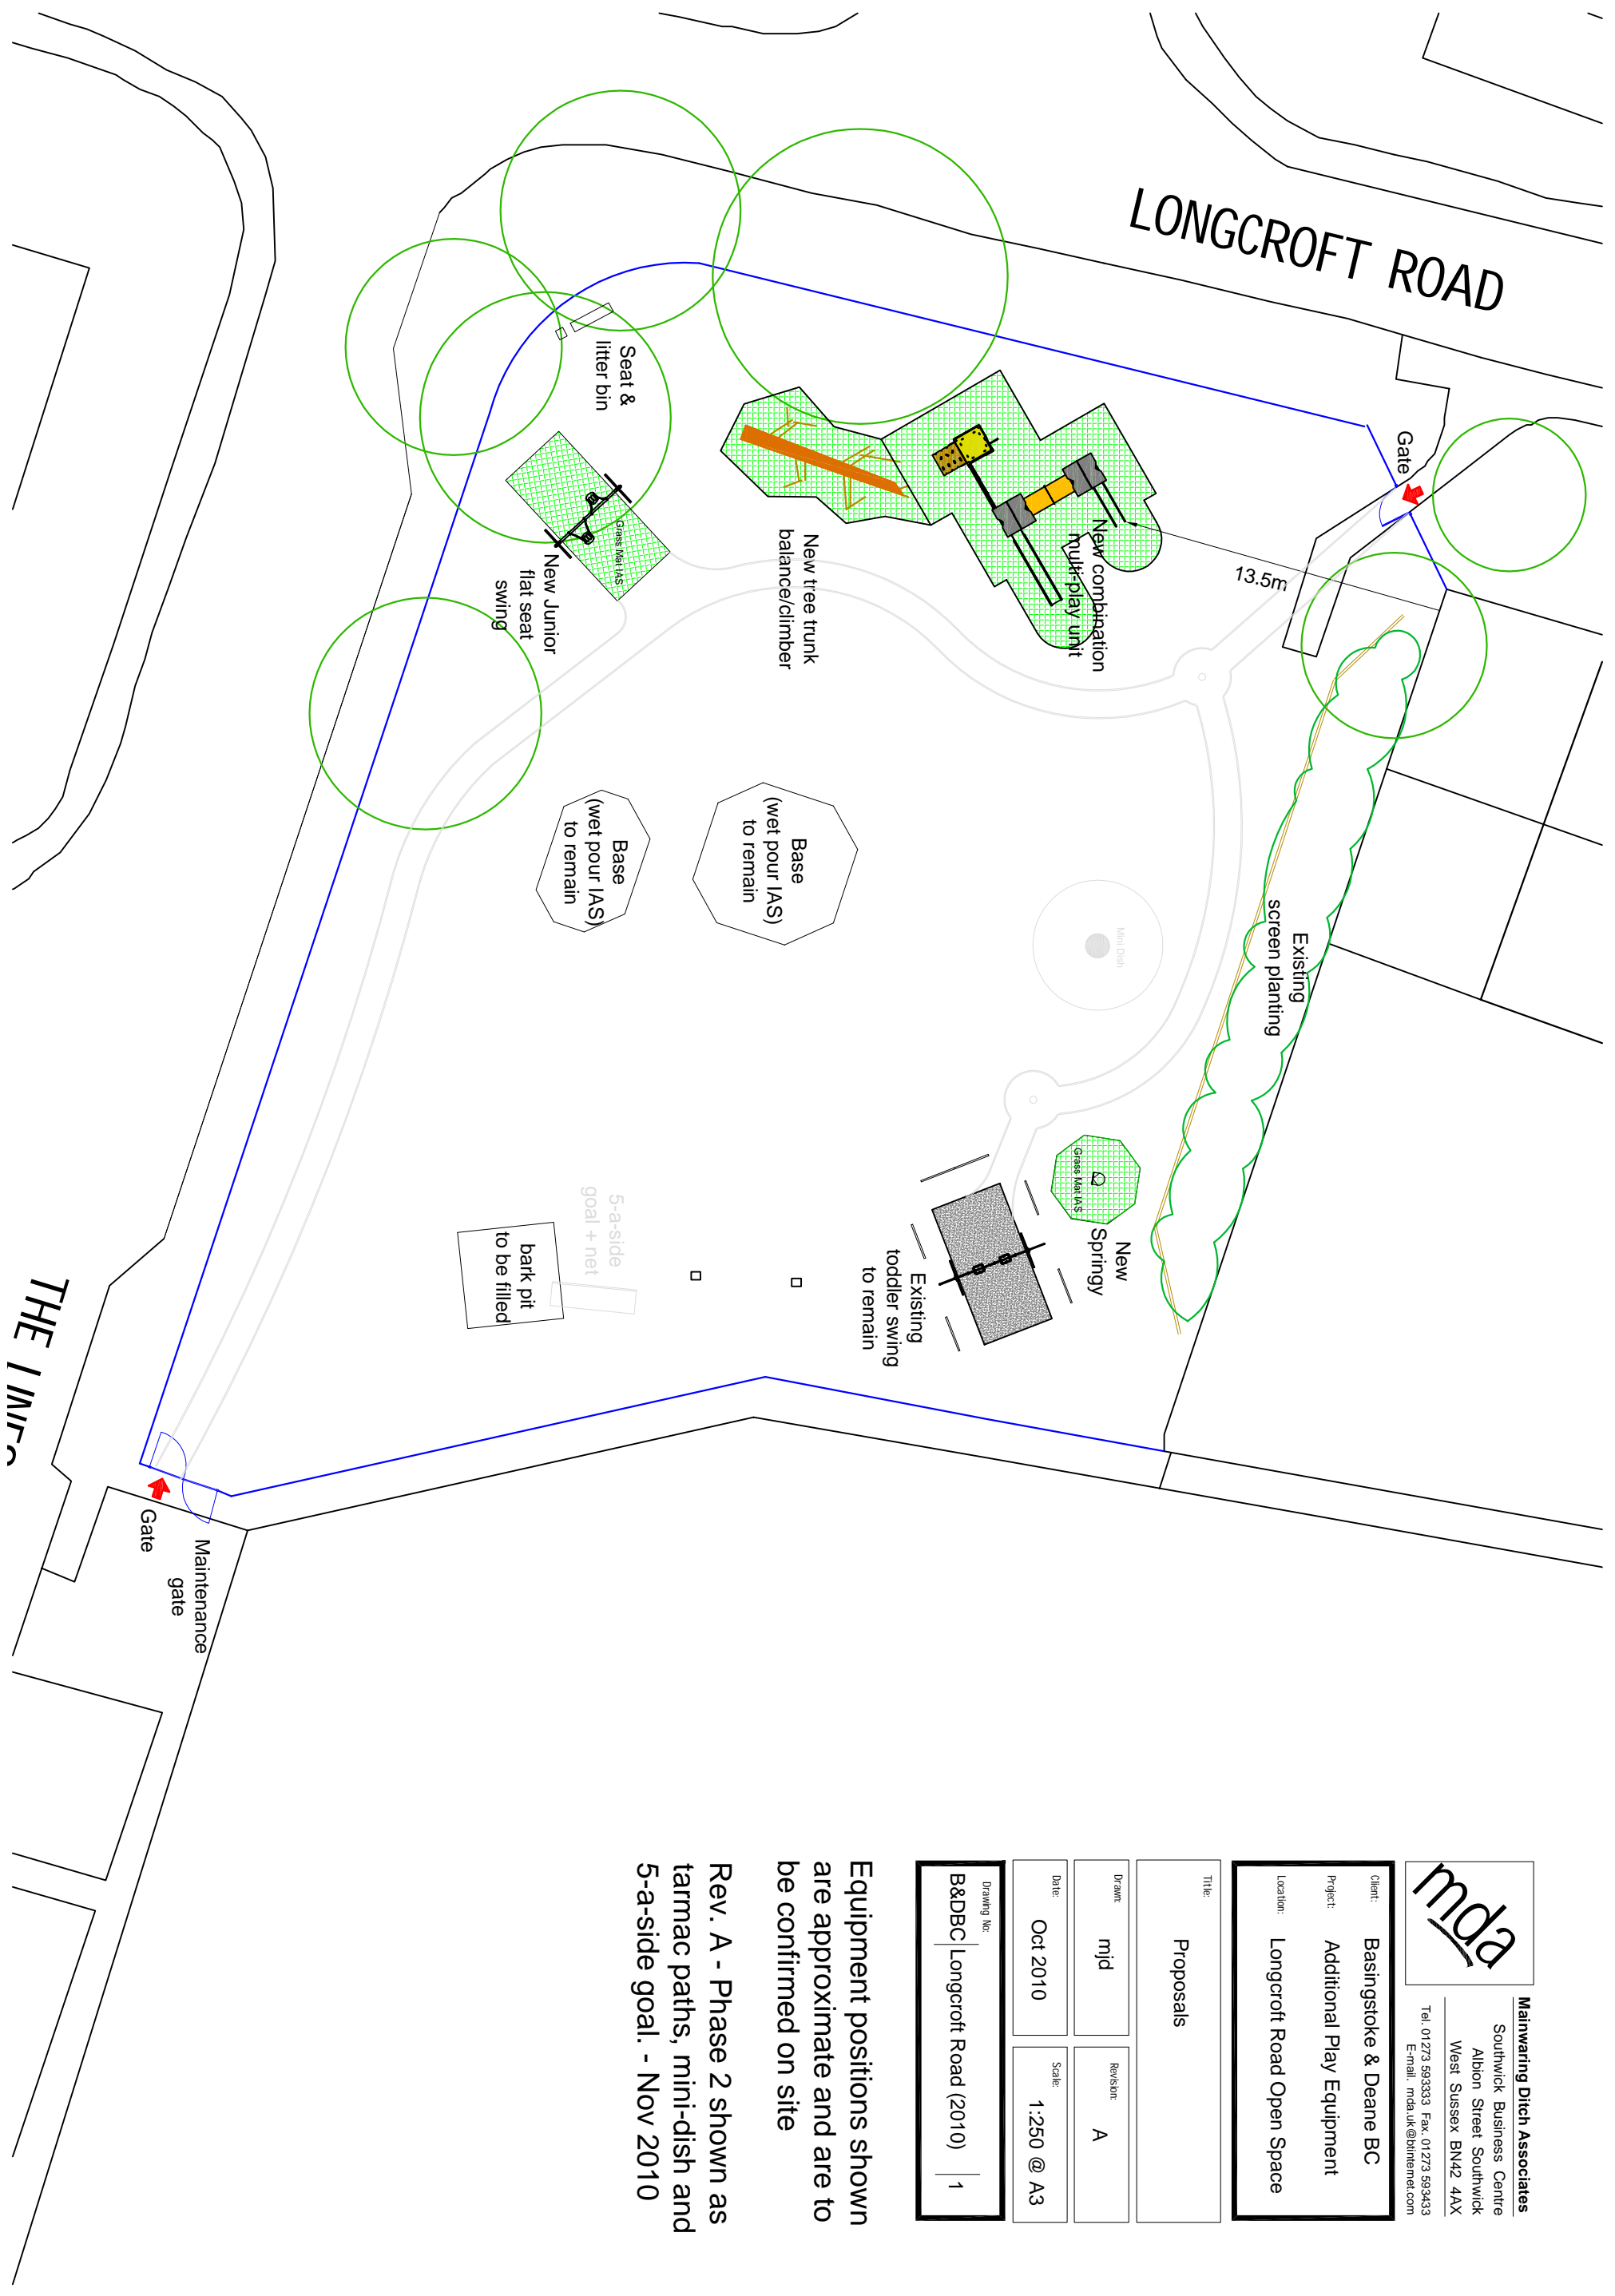 LONGCROFT ROAD
Gate
13.5m
New combination
multi-play unit
New tree trunk
balance/climber
Seat &
litter bin
Grass Mat IAS
New Junior
flat seat
swing
Existing
screen planting
Mini Dish
Base
(wet pour IAS)
to remain
Base
(wet pour IAS)
to remain
Grass Mat IAS
New
Springy
Existing
toddler swing
to remain
5-a-side
goal + net
bark pit
to be filled
Gate
Maintenance
gate
THE
mda
Mainwaring Ditch Associates
Southwick Business Centre
Albion Street Southwick
West Sussex BN42 4AX
Tel. 01273 593333 Fax. 01273 593433
E-mail. mda.uk@btinternet.com
Client: Basingstoke & Deane BC
Project: Additional Play Equipment
Location: Longcroft Road Open Space
Title:
Proposals
Drawn: mjd
Revision: A
Date: Oct 2010
Scale: 1:250 @ A3
Drawing No:
B&DBC Longcroft Road (2010) 1
Equipment positions shown
are approximate and are to
be confirmed on site
Rev. A - Phase 2 shown as
tarmac paths, mini-dish and
5-a-side goal. - Nov 2010